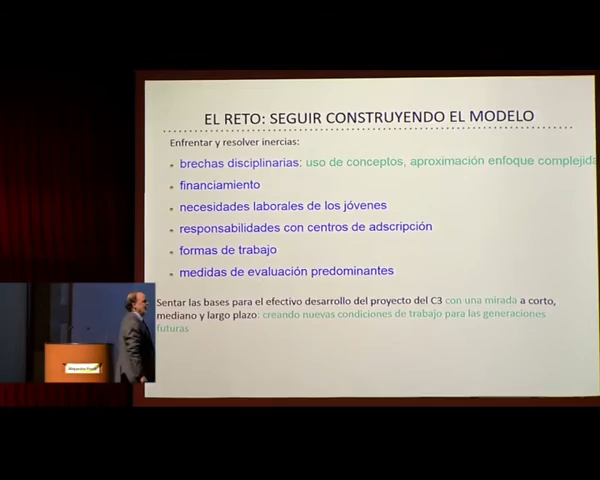 EL RETO: SEGUIR CONSTRUYENDO EL MODELO
Enfrentar y resolver inercias:
brechas disciplinarias: uso de conceptos, aproximación enfoque complejida
financiamiento
necesidades laborales de los jóvenes
responsabilidades con centros de adscripción
formas de trabajo
medidas de evaluación predominantes
Sentar las bases para el efectivo desarrollo del proyecto del C3 con una mirada a corto,
mediano y largo plazo: creando nuevas condiciones de trabajo para las generaciones
futuras
Alejandro